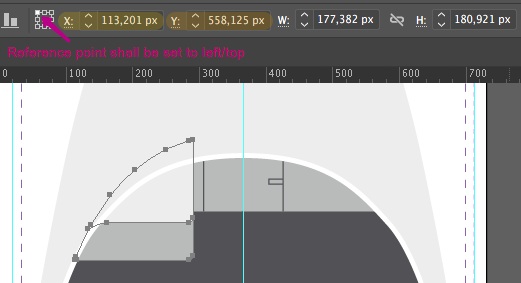 X: 113,201 px Y: 558,125 px W: 177,382 px H: 180,921 px
Reference point shall be set to left/top
0 100 200 300 400 500 600 700